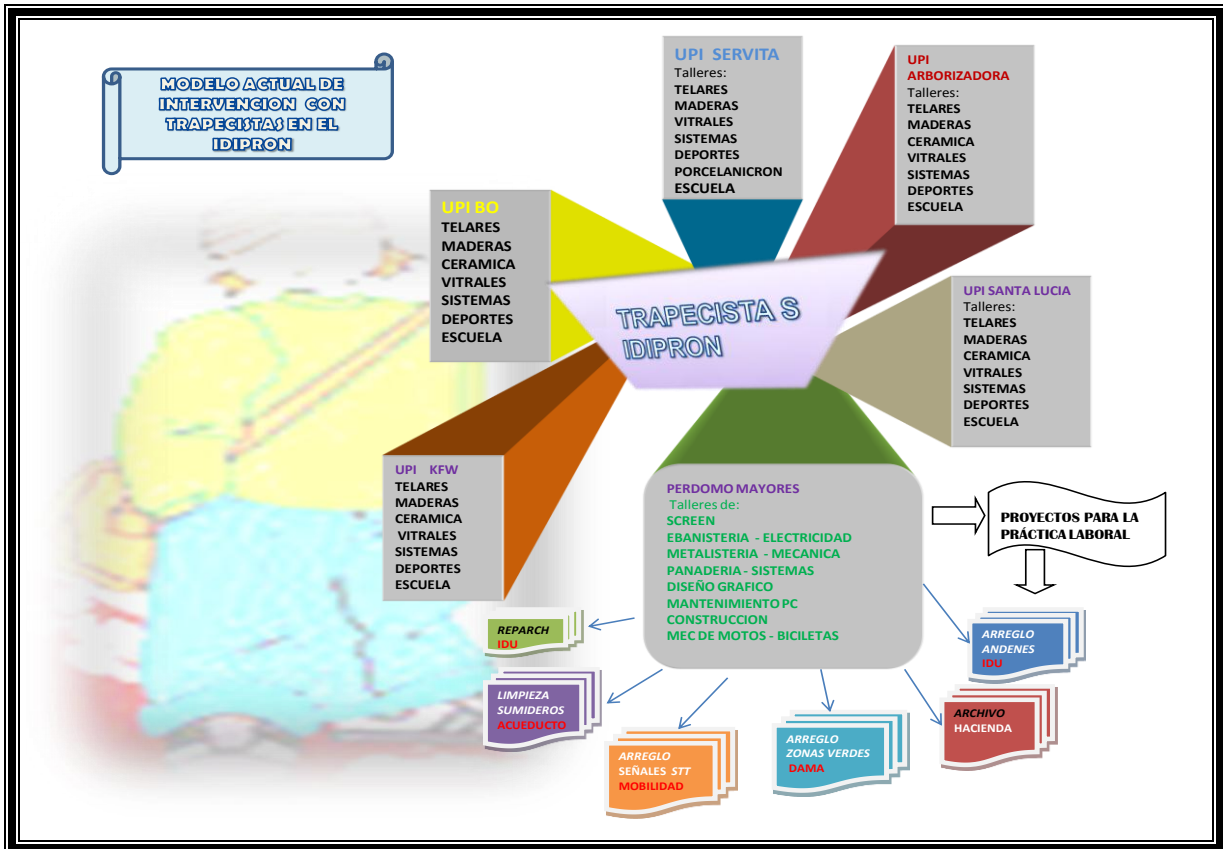 MODELO ACTUAL DE
INTERVENCION CON
TRAPECISTAS EN EL
IDIPRON
UPI SERVITA
Talleres:
TELARES
MADERAS
VITRALES
SISTEMAS
DEPORTES
PORCELANICRON
ESCUELA
UPI
ARBORIZADORA
Talleres:
TELARES
MADERAS
CERAMICA
VITRALES
SISTEMAS
DEPORTES
ESCUELA
UPI BO
TELARES
MADERAS
CERAMICA
VITRALES
SISTEMAS
DEPORTES
ESCUELA
TRAPECISTA S
IDIPRON
UPI SANTA LUCIA
Talleres:
TELARES
MADERAS
CERAMICA
VITRALES
SISTEMAS
DEPORTES
ESCUELA
UPI KFW
TELARES
MADERAS
CERAMICA
VITRALES
SISTEMAS
DEPORTES
ESCUELA
PERDOMO MAYORES
Talleres de:
SCREEN
EBANISTERIA - ELECTRICIDAD
METALISTERIA - MECANICA
PANADERIA - SISTEMAS
DISEÑO GRAFICO
MANTENIMIENTO PC
CONSTRUCCION
MEC DE MOTOS - BICILETAS
PROYECTOS PARA LA
PRÁCTICA LABORAL
REPARCH
IDU
LIMPIEZA
SUMIDEROS
ACUEDUCTO
ARREGLO
SEÑALES STT
MOBILIDAD
ARREGLO
ZONAS VERDES
DAMA
ARCHIVO
HACIENDA
ARREGLO
ANDENES
IDU